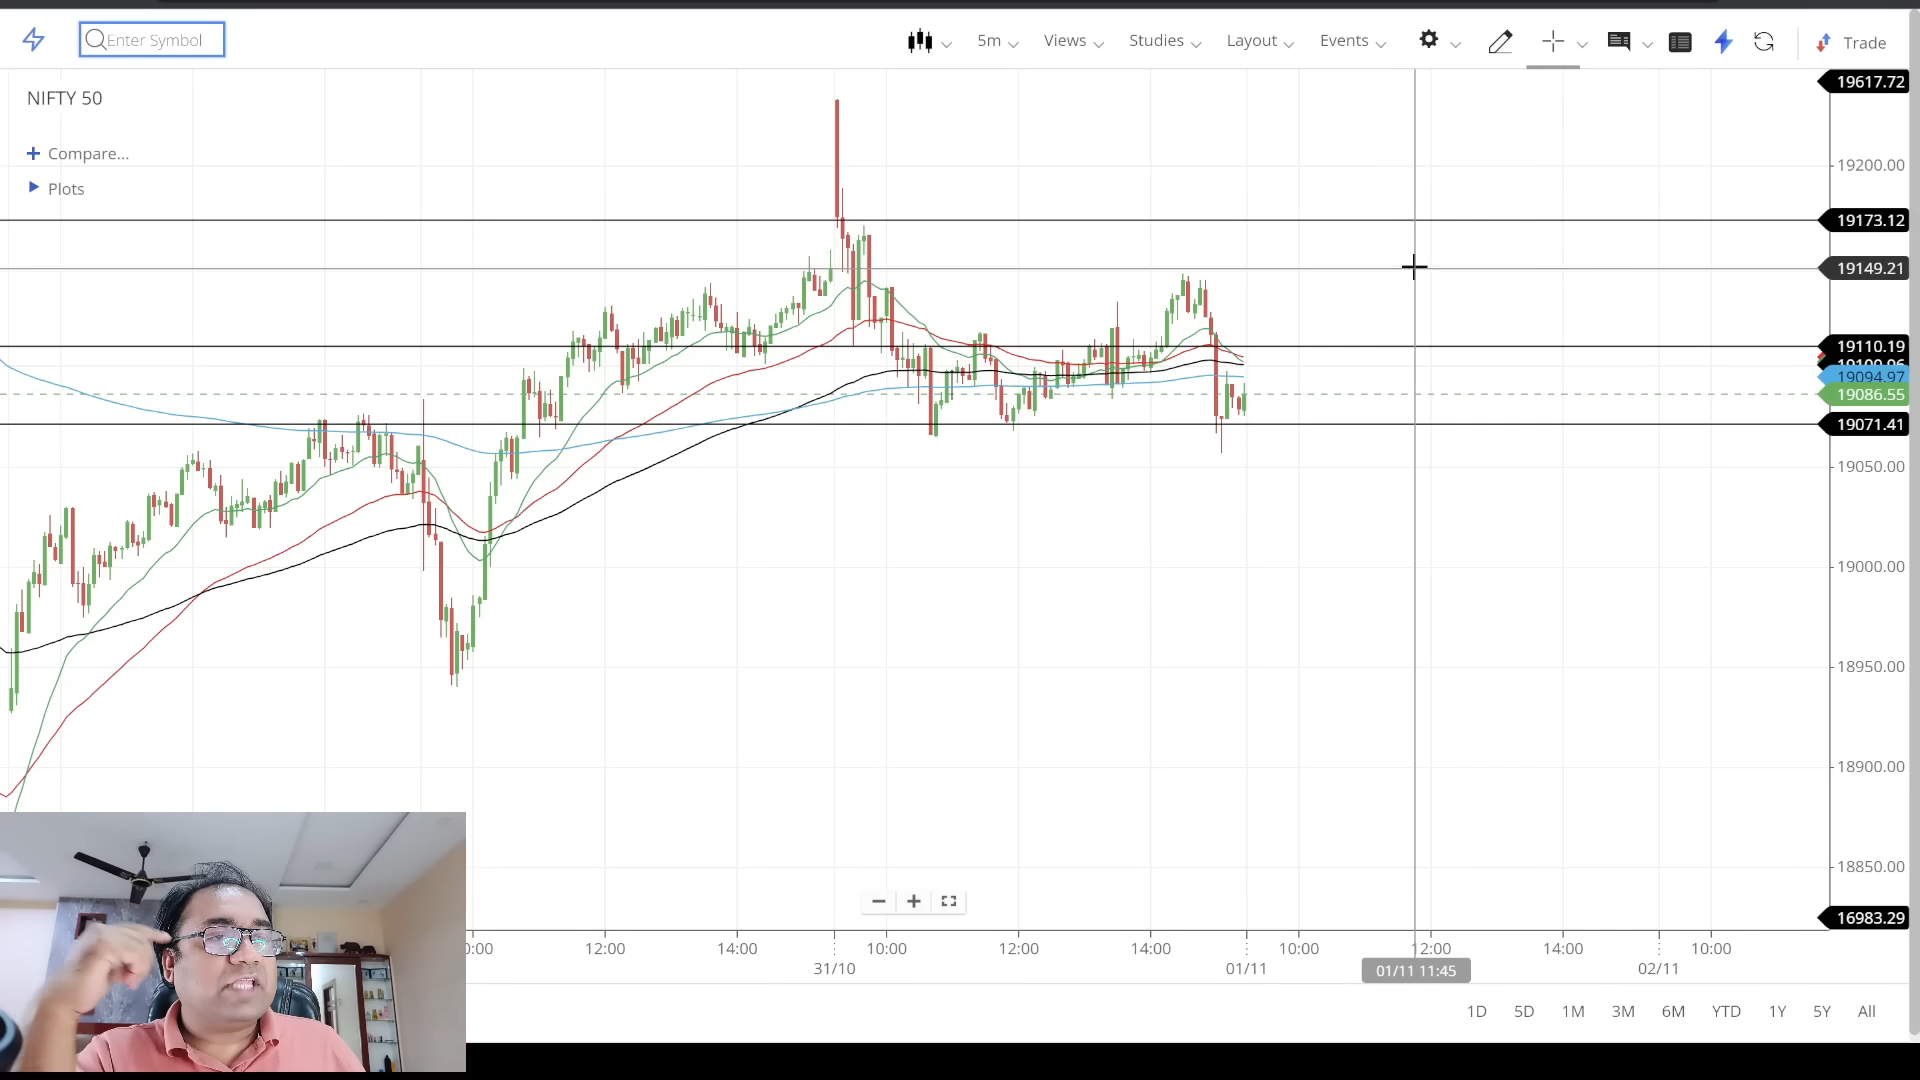 Enter Symbol
5m
Views
Studies
Layout
Events
Trade
NIFTY 50
Compare...
Plots
19617.72
19200.00
19173.12
19149.21
19110.19
19094.97
19086.55
19071.41
19050.00
19000.00
18950.00
18900.00
18850.00
16983.29
12:00 14:00 10:00 12:00 14:00 10:00 12:00 14:00 10:00
31/10 01/11 01/11 11:45 02/11
1D 5D 1M 3M 6M YTD 1Y 5Y All